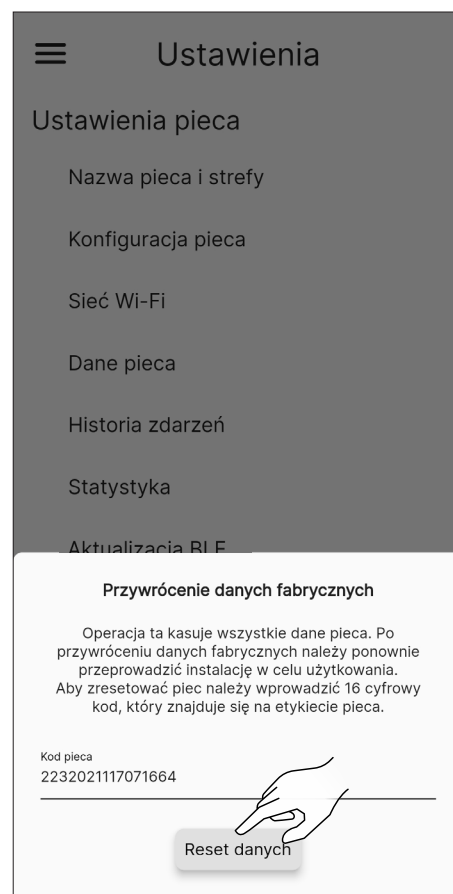 Ustawienia
Ustawienia pieca
Nazwa pieca i strefy
Konfiguracja pieca
Sieć Wi-Fi
Dane pieca
Historia zdarzeń
Statystyka
Aktualizacja BLE
Przywrócenie danych fabrycznych
Operacja ta kasuje wszystkie dane pieca. Po
przywróceniu danych fabrycznych należy ponownie
przeprowadzić instalację w celu użytkowania.
Aby zresetować piec należy wprowadzić 16 cyfrowy
kod, który znajduje się na etykiecie pieca.
Kod pieca
2232021117071664
Reset danych